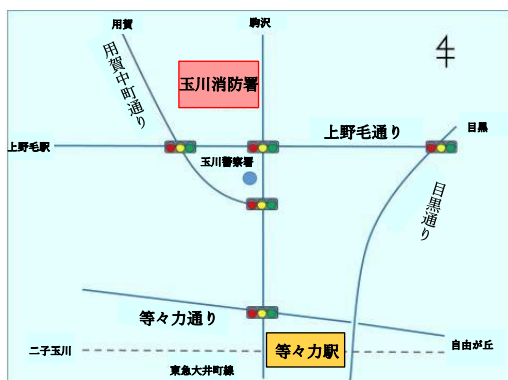 用賀
駒沢
用賀中町通り
玉川消防署
上野毛通り
目黒
上野毛駅
玉川警察署
目黒通り
等々力通り
自由が丘
二子玉川
等々力駅
東急大井町線